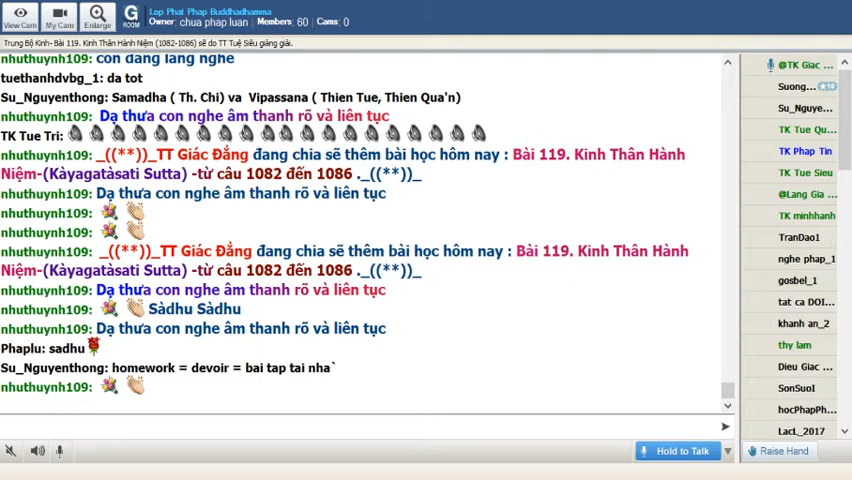 View Cam
My Cam
Enlarge
G
ROOM
Lop Phat Phap Buddhadhamma
Owner: chua phap luan Members: 60 Cams: 0
Trung Bộ Kinh- Bài 119. Kinh Thân Hành Niệm (1082-1086) sẽ do TT Tuệ Siêu giảng giải.
nhuthuynh109: con đang lắng nghe
tuethanhdvbg_1: da tot
Su_Nguyenthong: Samadha ( Th. Chi) va Vipassana ( Thien Tue, Thien Qua'n)
Dạ thưa con nghe âm thanh rõ và liên tục
TK Tue Tri:
nhuthuynh109: _((**))_TT Giác Đẳng đang chia sẽ thêm bài học hôm nay : Bài 119. Kinh Thân Hành
Niệm-(Kàyagatàsati Sutta) -từ câu 1082 đến 1086 ._((**))_
nhuthuynh109: Dạ thưa con nghe âm thanh rõ và liên tục
nhuthuynh109:
nhuthuynh109:
nhuthuynh109: _((**))_TT Giác Đẳng đang chia sẽ thêm bài học hôm nay : Bài 119. Kinh Thân Hành
Niệm-(Kàyagatàsati Sutta) -từ câu 1082 đến 1086 ._((**))_
nhuthuynh109: Dạ thưa con nghe âm thanh rõ và liên tục
nhuthuynh109: Sàdhu Sàdhu
nhuthuynh109: Dạ thưa con nghe âm thanh rõ và liên tục
Phaplu: sadhu
Su_Nguyenthong: homework = devoir = bai tap tai nha`
nhuthuynh109:
Hold to Talk
@TK Giac ...
Suong... 10
Su_Nguye...
TK Tue Qu...
TK Phap Tin
TK Tue Sieu
@Lang Gia ...
TK minhhanh
TranDao1
nghe phap_1
gosbel_1
tat ca DOI...
khanh an_2
thy lam
Dieu Giac ...
SonSuoI
hocPhapPh...
LacL_2017
Raise Hand